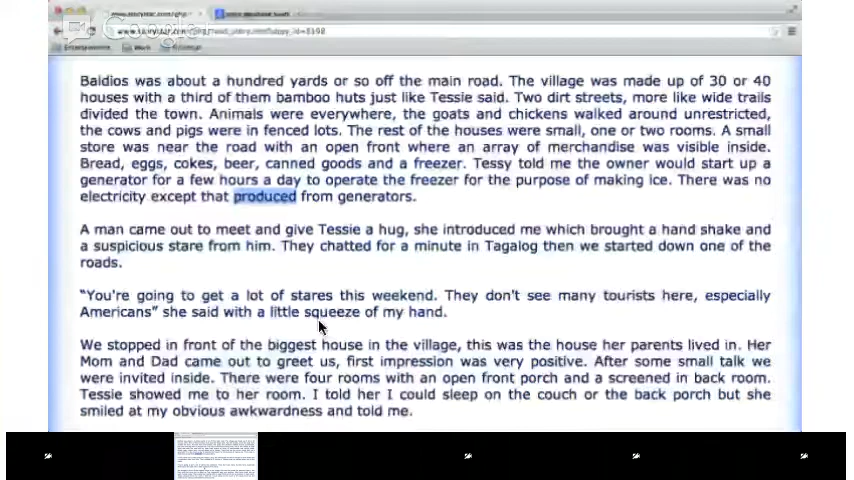 Google
Baldios was about a hundred yards or so off the main road. The village was made up of 30 or 40
houses with a third of them bamboo huts just like Tessie said. Two dirt streets, more like wide trails
divided the town. Animals were everywhere, the goats and chickens walked around unrestricted,
the cows and pigs were in fenced lots. The rest of the houses were small, one or two rooms. A small
store was near the road with an open front where an array of merchandise was visible inside.
Bread, eggs, cokes, beer, canned goods and a freezer. Tessy told me the owner would start up a
generator for a few hours a day to operate the freezer for the purpose of making ice. There was no
electricity except that produced from generators.
A man came out to meet and give Tessie a hug, she introduced me which brought a hand shake and
a suspicious stare from him. They chatted for a minute in Tagalog then we started down one of the
roads.
“You're going to get a lot of stares this weekend. They don't see many tourists here, especially
Americans” she said with a little squeeze of my hand.
We stopped in front of the biggest house in the village, this was the house her parents lived in. Her
Mom and Dad came out to greet us, first impression was very positive. After some small talk we
were invited inside. There were four rooms with an open front porch and a screened in back room.
Tessie showed me to her room. I told her I could sleep on the couch or the back porch but she
smiled at my obvious awkwardness and told me.